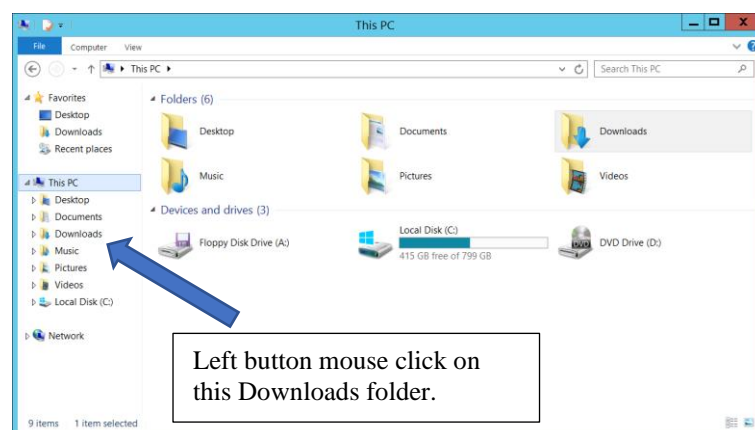 This PC
File Computer View
This PC
Search This PC
Favorites
Desktop
Downloads
Recent places
This PC
Desktop
Documents
Downloads
Music
Pictures
Videos
Local Disk (C:)
Network
Folders (6)
Desktop Documents Downloads
Music Pictures Videos
Devices and drives (3)
Floppy Disk Drive (A:) Local Disk (C:) DVD Drive (D:)
415 GB free of 799 GB
DVD
Left button mouse click on
this Downloads folder.
9 items 1 item selected